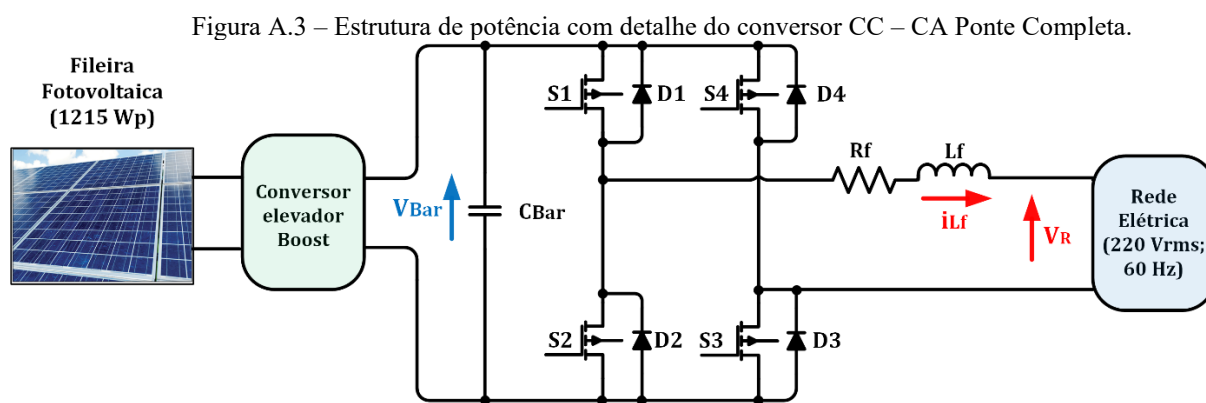 Figura A.3 – Estrutura de potência com detalhe do conversor CC – CA Ponte Completa.
Fileira
Fotovoltaica
(1215 Wp)
Conversor
elevador
Boost
VBar
CBar
S1
D1
S4
D4
S2
D2
S3
D3
Rf
Lf
iLf
VR
Rede
Elétrica
(220 Vrms;
60 Hz)